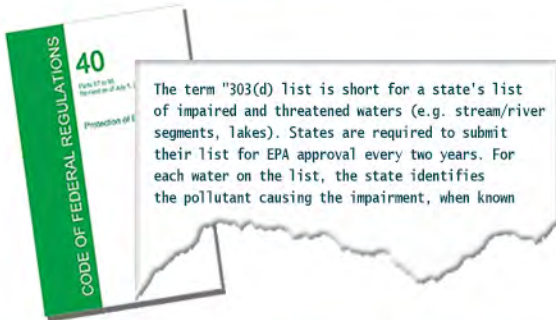 CODE OF FEDERAL REGULATIONS
40
Protection of
The term "303(d) list is short for a state's list
of impaired and threatened waters (e.g. stream/river
segments, lakes). States are required to submit
their list for EPA approval every two years. For
each water on the list, the state identifies
the pollutant causing the impairment, when known